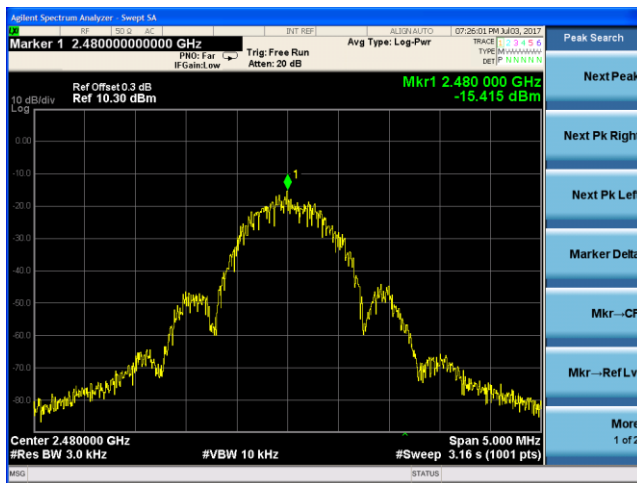 Agilent Spectrum Analyzer - Swept SA
RF 50 Ω AC INT REF ALIGN AUTO 07:26:01 PM Jul 03, 2017
Marker 1 2.480000000000 GHz
PNO: Far
IFGain:Low
Trig: Free Run
Atten: 20 dB
Avg Type: Log-Pwr
TRACE 1 2 3 4 5 6
TYPE M
DET P N N N N N
Peak Search
Ref Offset 0.3 dB
10 dB/div Ref 10.30 dBm
Log
Mkr1 2.480 000 GHz
-15.415 dBm
0.00
-10.0
-20.0
-30.0
-40.0
-50.0
-60.0
-80.0
1
Next Peak
Next Pk Right
Next Pk Left
Marker Delta
Mkr→CF
Mkr→Ref Lv
More
1 of 2
Center 2.480000 GHz Span 5.000 MHz
#Res BW 3.0 kHz #VBW 10 kHz #Sweep 3.16 s (1001 pts)
MSG STATUS